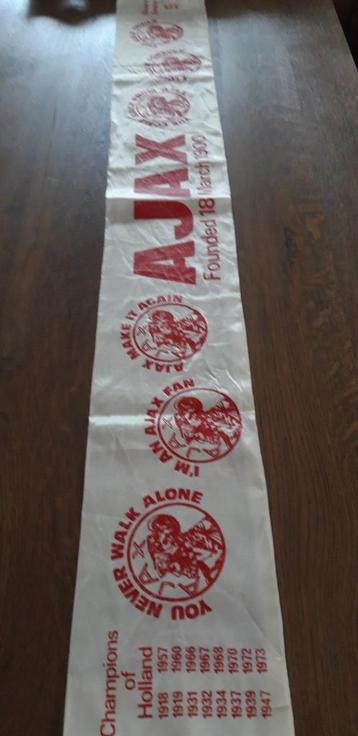 AJAX
Founded 18 March 1900
AJAX MAKE IT AGAIN
I'M AN AJAX FAN
YOU NEVER WALK ALONE
AJAX
Champions
of
Holland
1918 1957
1919 1960
1931 1966
1932 1967
1934 1968
1937 1970
1939 1972
1947 1973